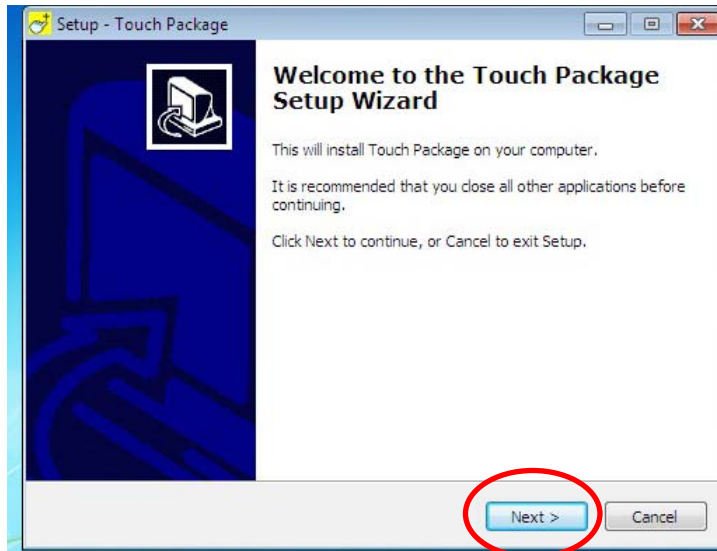 Setup - Touch Package
Welcome to the Touch Package
Setup Wizard
This will install Touch Package on your computer.
It is recommended that you close all other applications before
continuing.
Click Next to continue, or Cancel to exit Setup.
Next >
Cancel